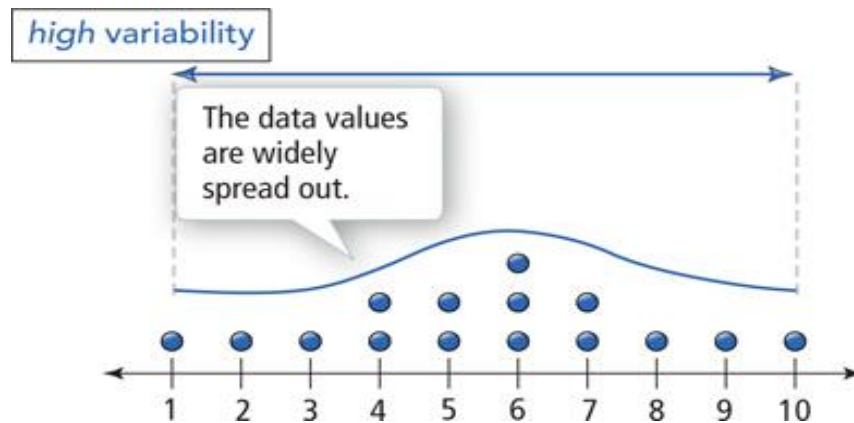 high variability
The data values
are widely
spread out.
1 2 3 4 5 6 7 8 9 10